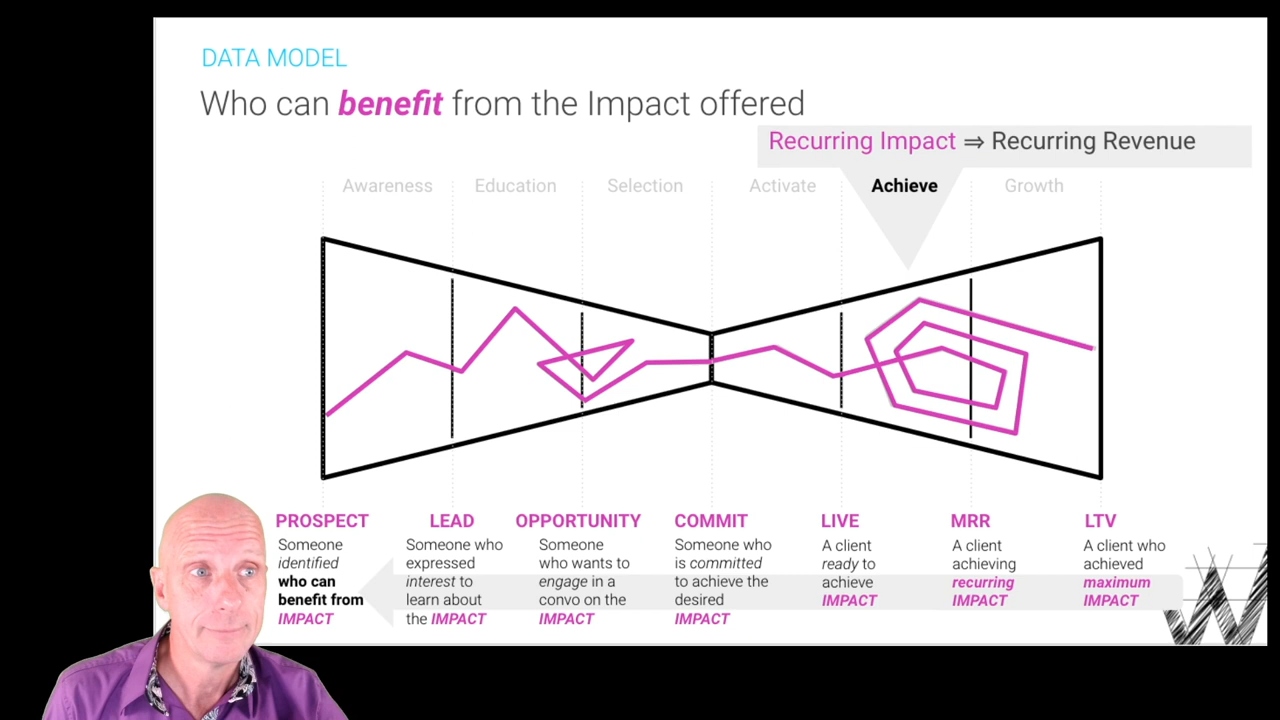 DATA MODEL
Who can benefit from the Impact offered
Recurring Impact ⇒ Recurring Revenue
Awareness Education Selection Activate Achieve Growth
PROSPECT
Someone
identified
who can
benefit from
IMPACT
LEAD
Someone who
expressed
interest to
learn about
the IMPACT
OPPORTUNITY
Someone
who wants to
engage in a
convo on the
IMPACT
COMMIT
Someone who
is committed
to achieve the
desired
IMPACT
LIVE
A client
ready to
achieve
IMPACT
MRR
A client
achieving
recurring
IMPACT
LTV
A client who
achieved
maximum
IMPACT
W